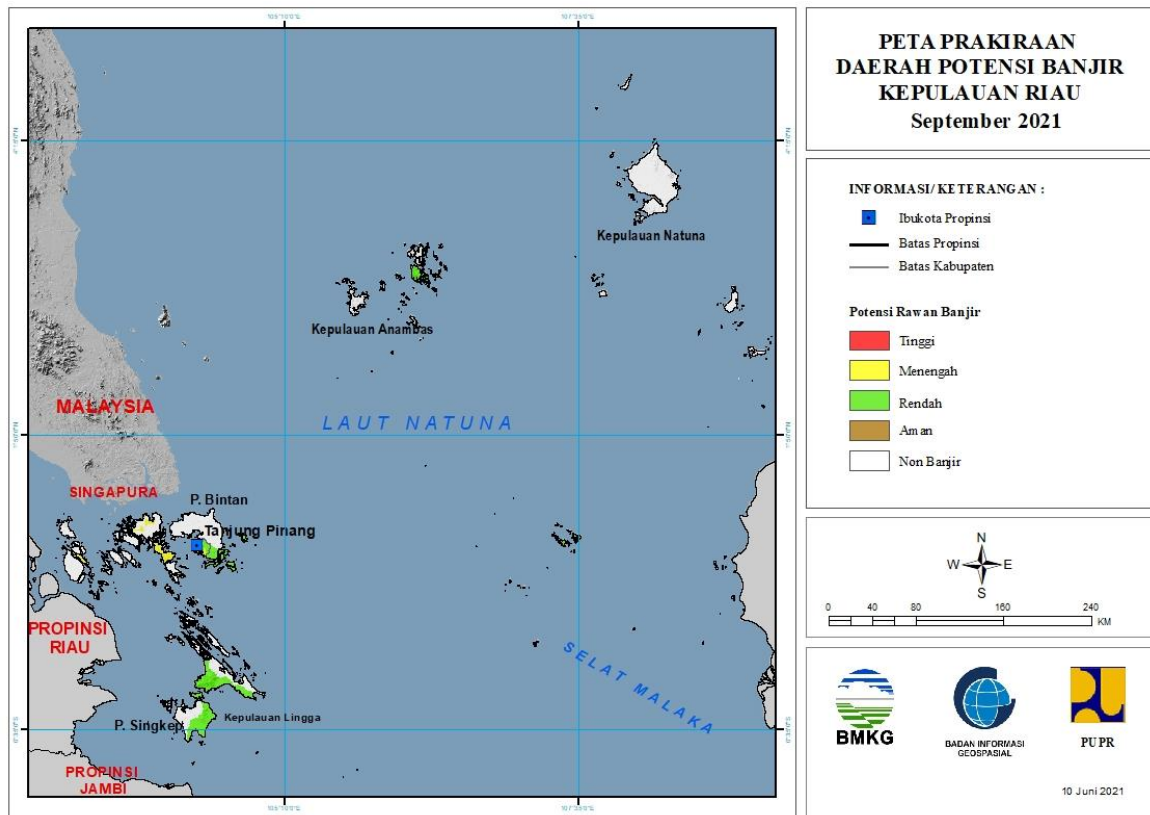 PETA PRAKIRAAN
DAERAH POTENSI BANJIR
KEPULAUAN RIAU
September 2021
INFORMASI/ KETERANGAN :
Ibukota Propinsi
Batas Propinsi
Batas Kabupaten
Potensi Rawan Banjir
Tinggi
Menengah
Rendah
Aman
Non Banjir
N
W E
S
0 40 80 160 240
KM
BMKG
BADAN INFORMASI
GEOSPASIAL
PUPR
10 Juni 2021
Kepulauan Natuna
Kepulauan Anambas
MALAYSIA
LAUT NATUNA
SINGAPURA
P. Bintan
Tanjung Pinang
PROPINSI
RIAU
SELAT MALAKA
P. Singkep
Kepulauan Lingga
PROPINSI
JAMBI